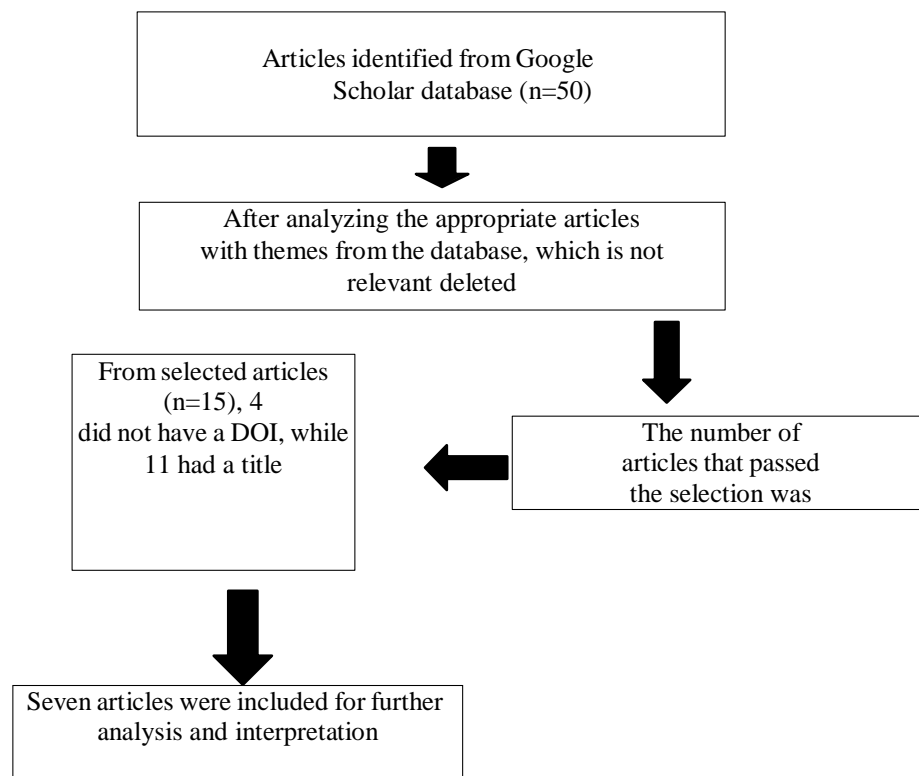 Articles identified from Google
Scholar database (n=50)
After analyzing the appropriate articles
with themes from the database, which is not
relevant deleted
From selected articles
(n=15), 4
did not have a DOI, while
11 had a title
The number of
articles that passed
the selection was
Seven articles were included for further
analysis and interpretation